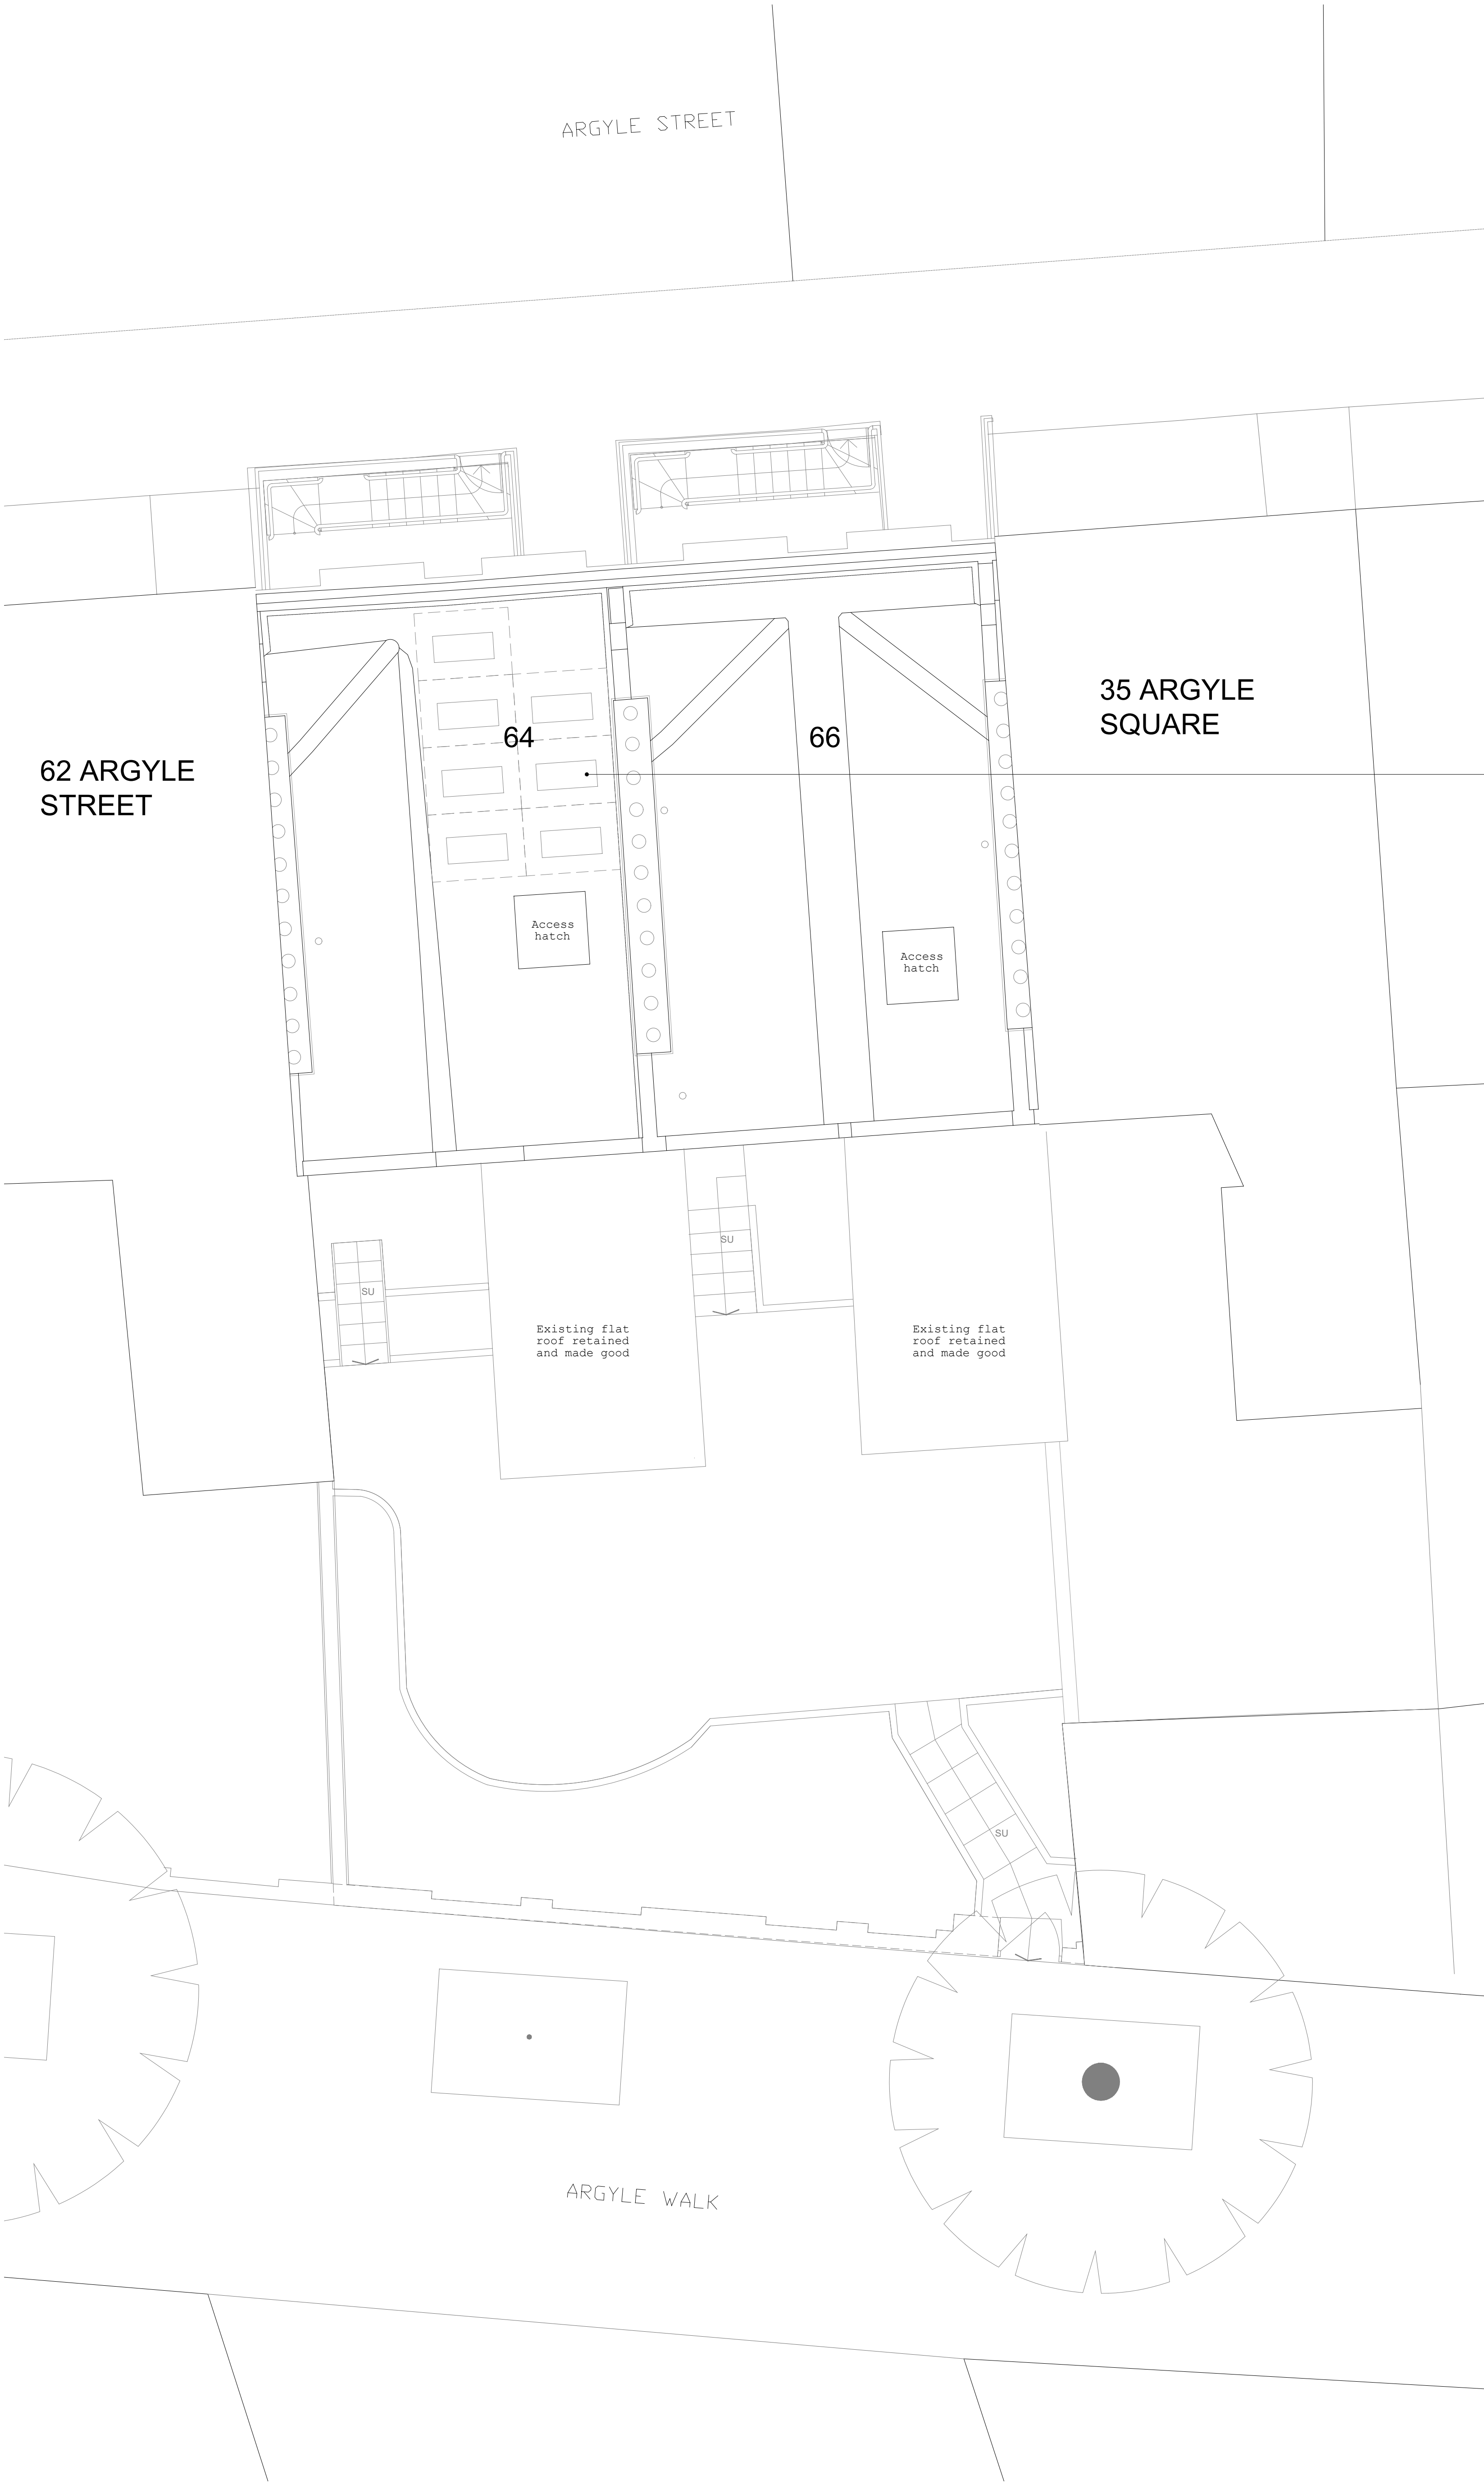 ARGYLE STREET
35 ARGYLE
SQUARE
64
66
62 ARGYLE
STREET
Access
hatch
Access
hatch
SU
SU
Existing flat
roof retained
and made good
Existing flat
roof retained
and made good
SU
ARGYLE WALK